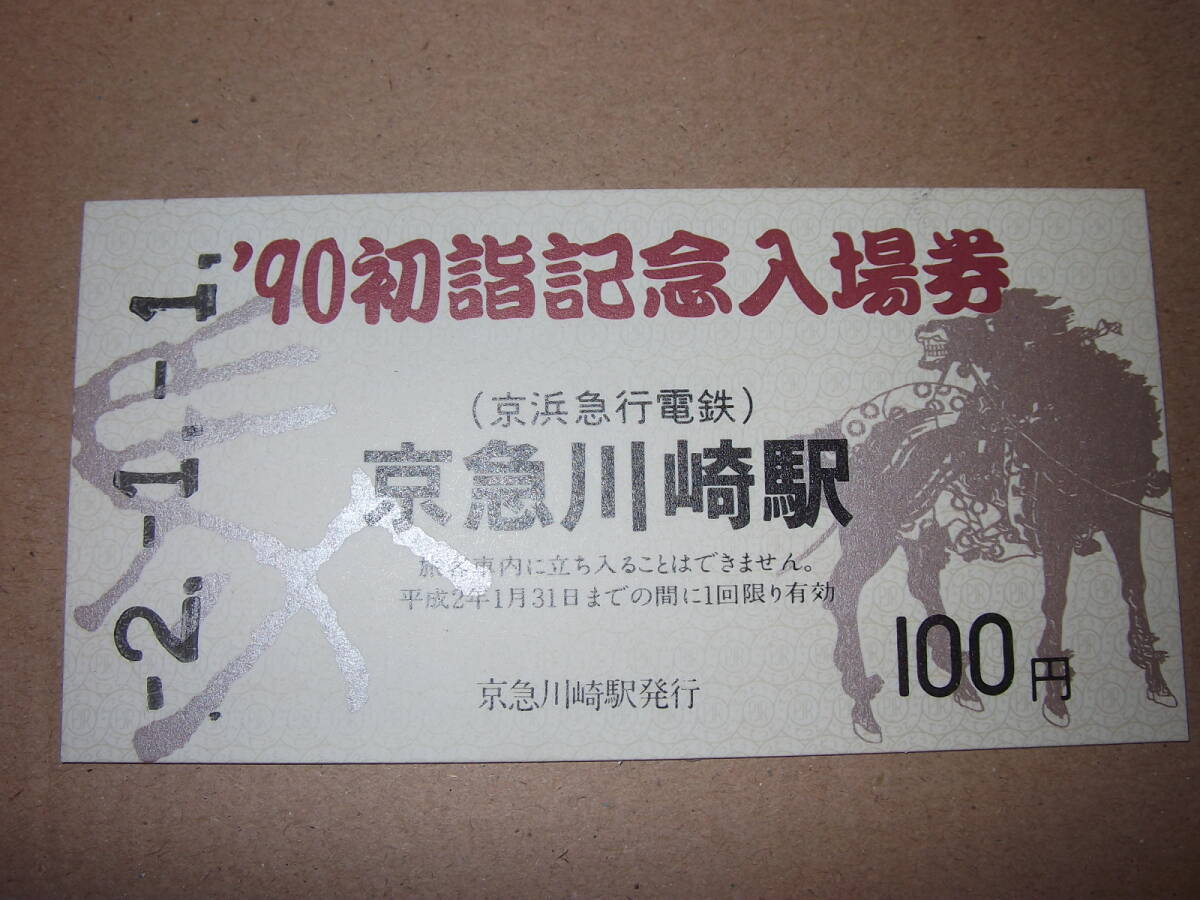 '90初詣記念入場券
-2.-1.-1.
(京浜急行電鉄)
京急川崎駅
旅客車内に立ち入ることはできません。
平成2年1月31日までの間に1回限り有効
100円
京急川崎駅発行